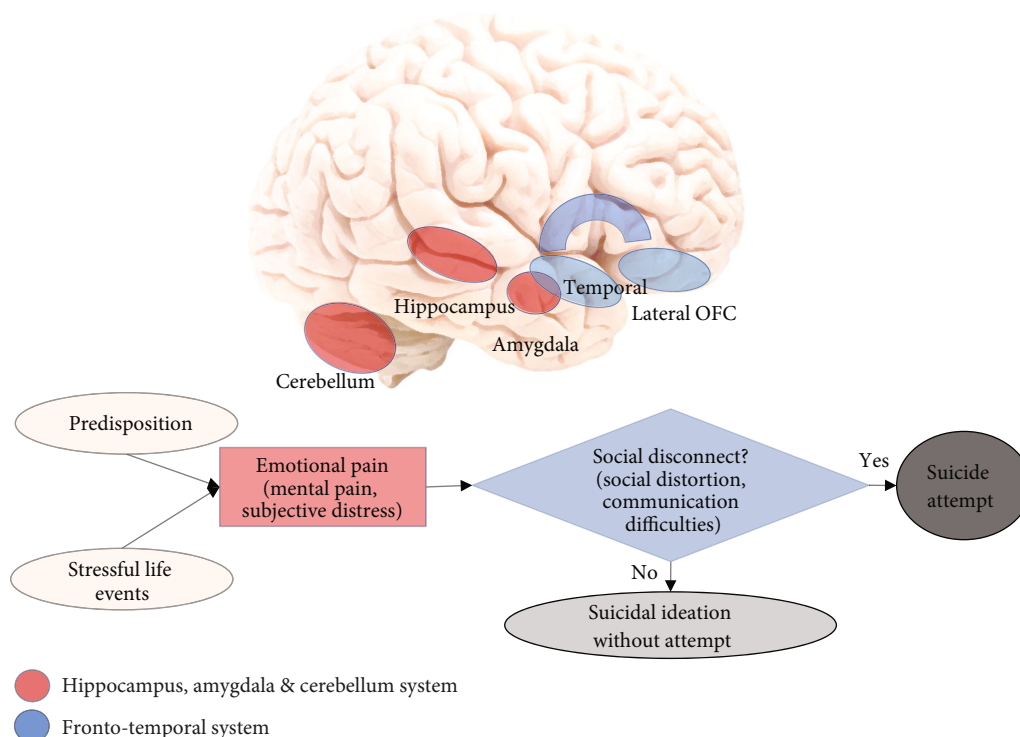 Temporal
Hippocampus
Lateral OFC
Amygdala
Cerebellum
Predisposition
Emotional pain
(mental pain,
subjective distress)
Social disconnect?
(social distortion,
communication
difficulties)
Yes
Suicide
attempt
Stressful life
events
No
Suicidal ideation
without attempt
Hippocampus, amygdala & cerebellum system
Fronto-temporal system